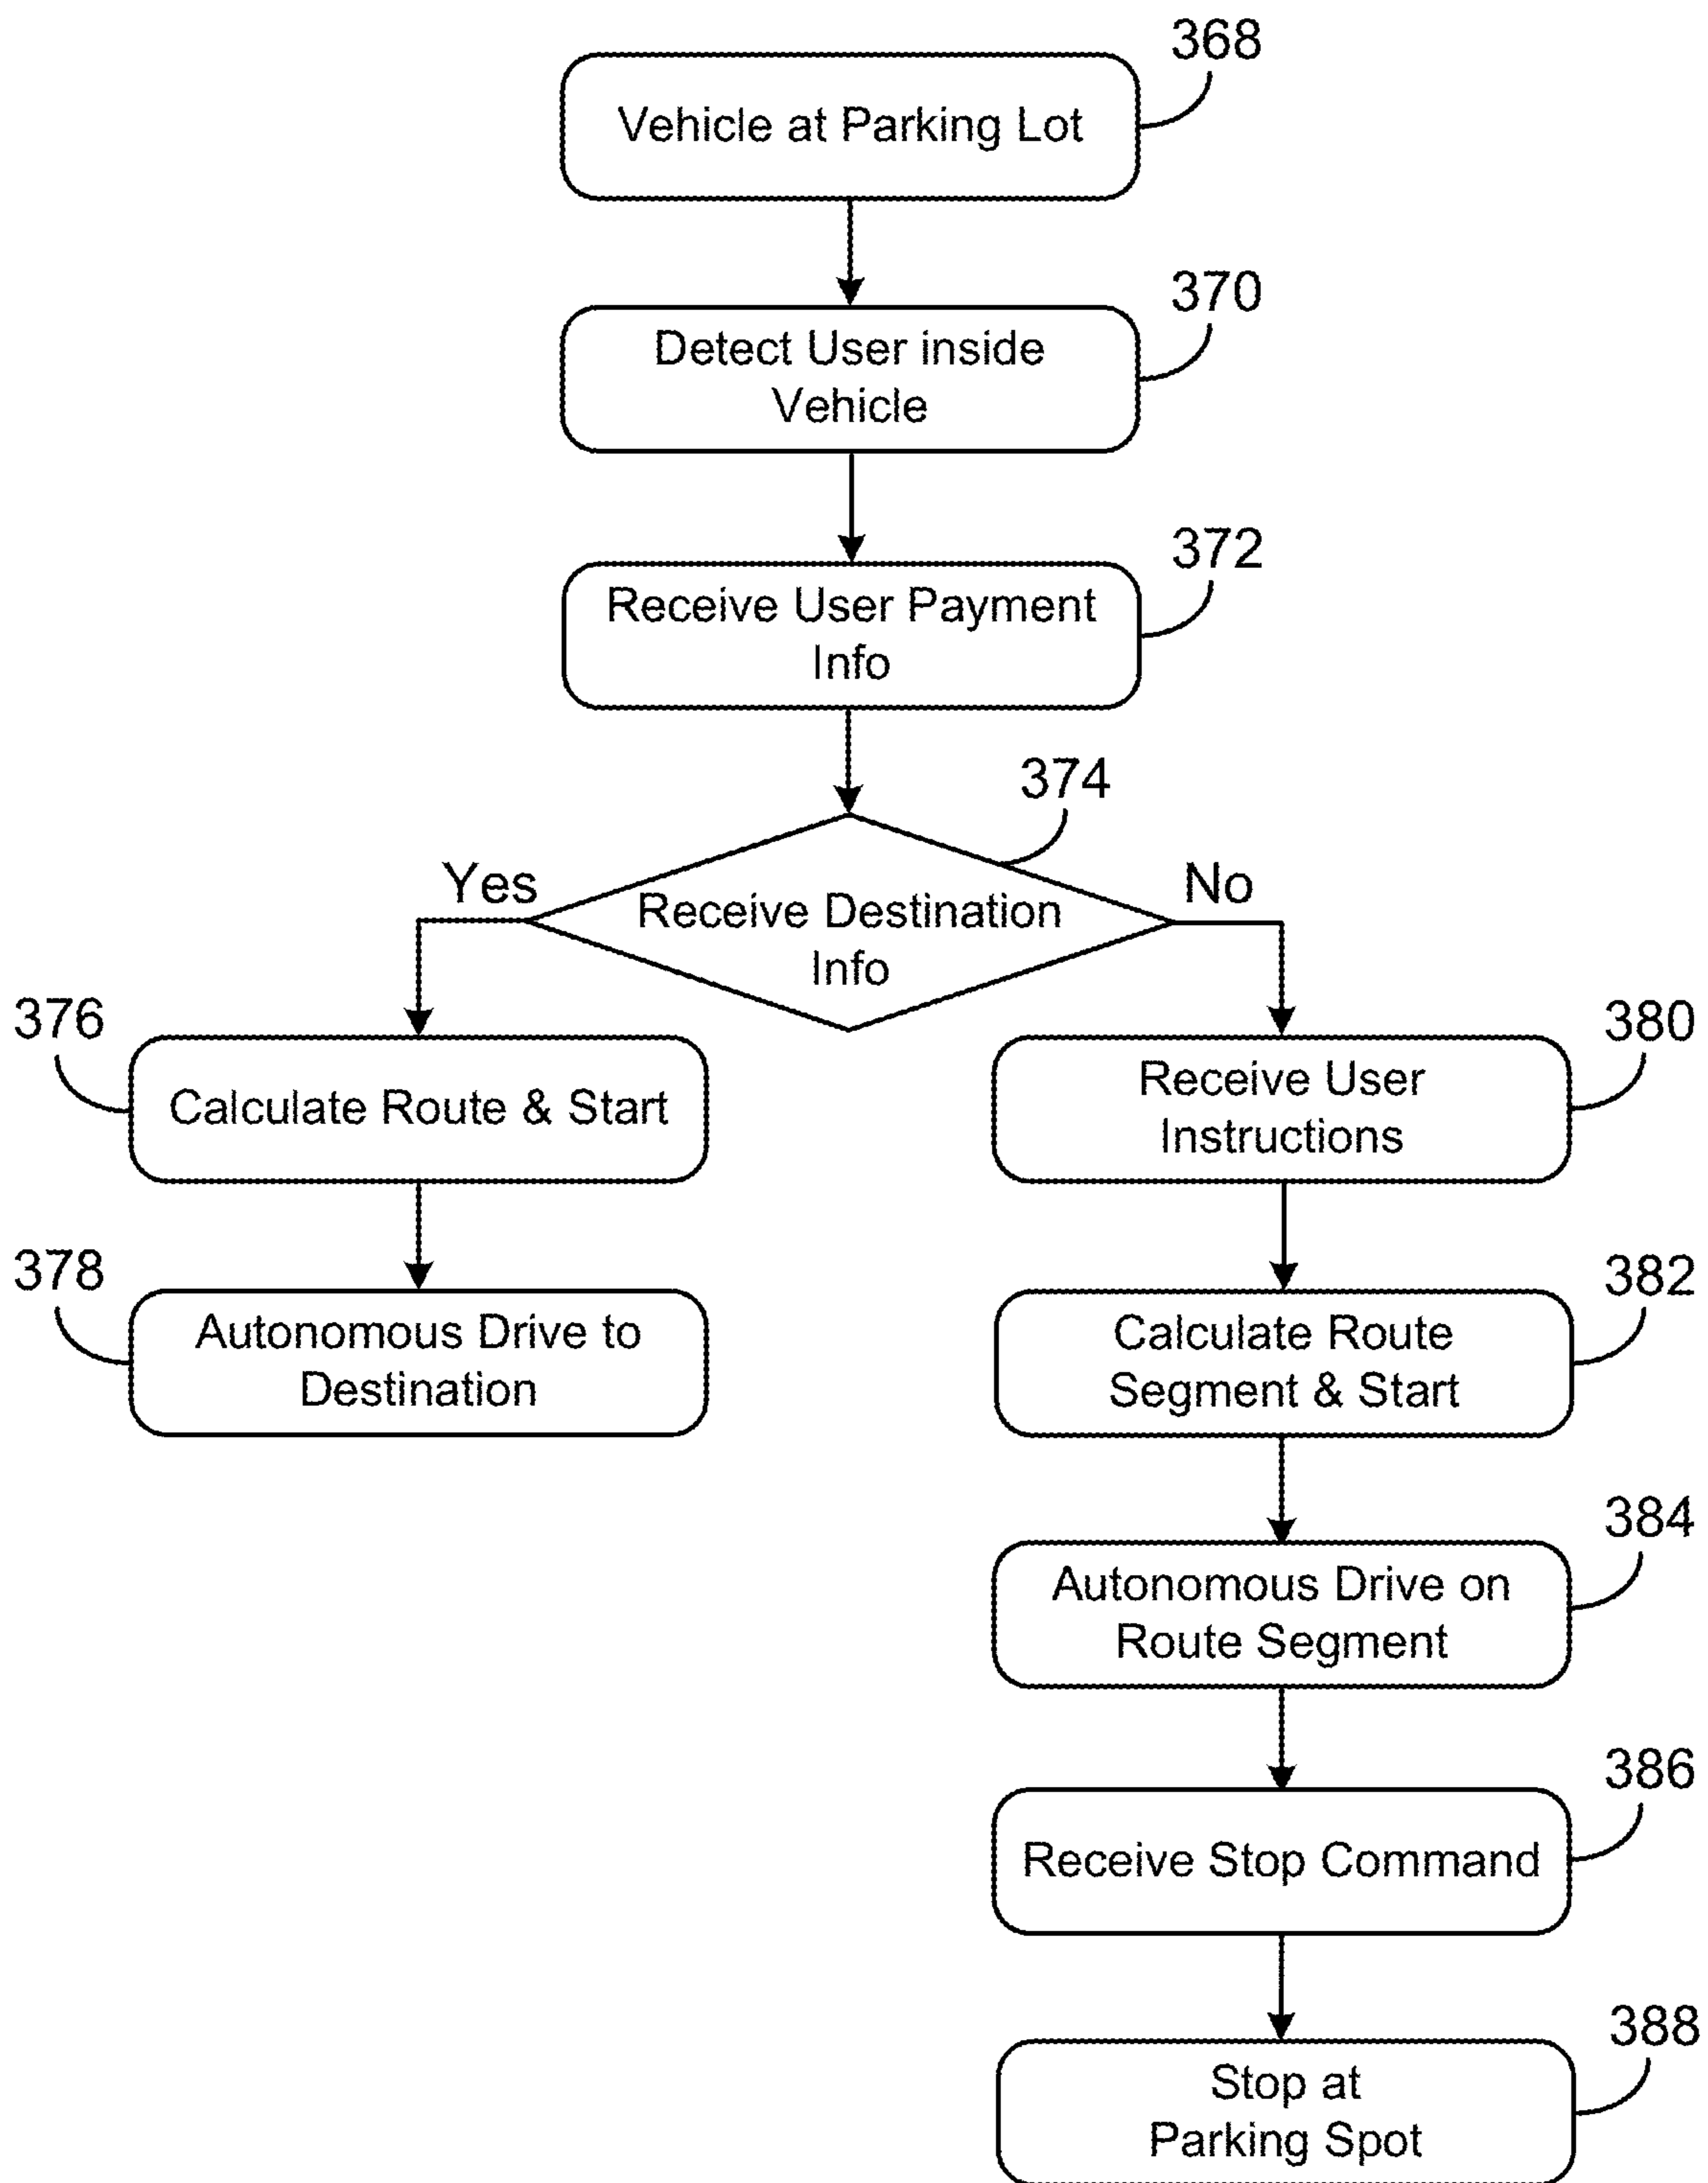 368
Vehicle at Parking Lot
370
Detect User inside
Vehicle
372
Receive User Payment
Info
374
Yes
No
Receive Destination
Info
376
Calculate Route & Start
380
Receive User
Instructions
378
Autonomous Drive to
Destination
382
Calculate Route
Segment & Start
384
Autonomous Drive on
Route Segment
386
Receive Stop Command
388
Stop at
Parking Spot